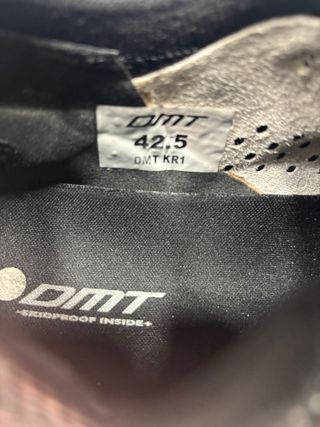 DMT
42.5
DMT KR1
DMT
-SKIDPROOF INSIDE+